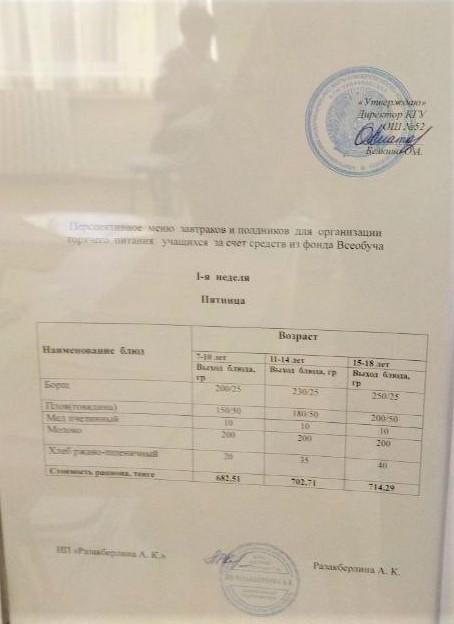 «Утверждаю»
Директор КГУ
ОШ №52
Белкина О.А.
Перспективное меню завтраков и полдников для организации
горячего питания учащихся за счет средств из фонда Всеобуча
1-я неделя
Пятница
Наименование блюд
Возраст
7-10 лет 11-14 лет 15-18 лет
Выход блюда, гр Выход блюда, гр Выход блюда, гр
Борщ 200/25 230/25 250/25
Плов(говядина) 150/50 180/50 200/50
Мед пчелиный 10 10 10
Молоко 200 200 200
Хлеб ржано-пшеничный 20 35 40
Стоимость рациона, тенге 682.51 702.71 714.29
ИП «Разакберлина А. К.»
Разакберлина А. К.